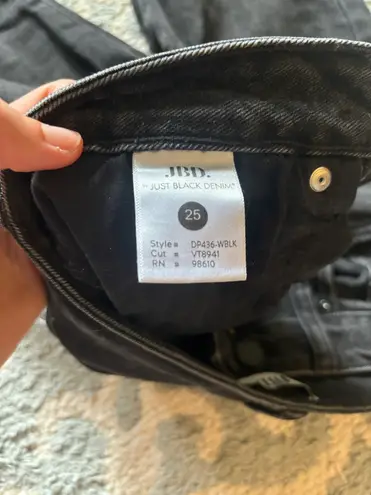 JBD.
JUST BLACK DENIM®
25
Style# DP436-WBLK
Cut # VT8941
RN # 98610